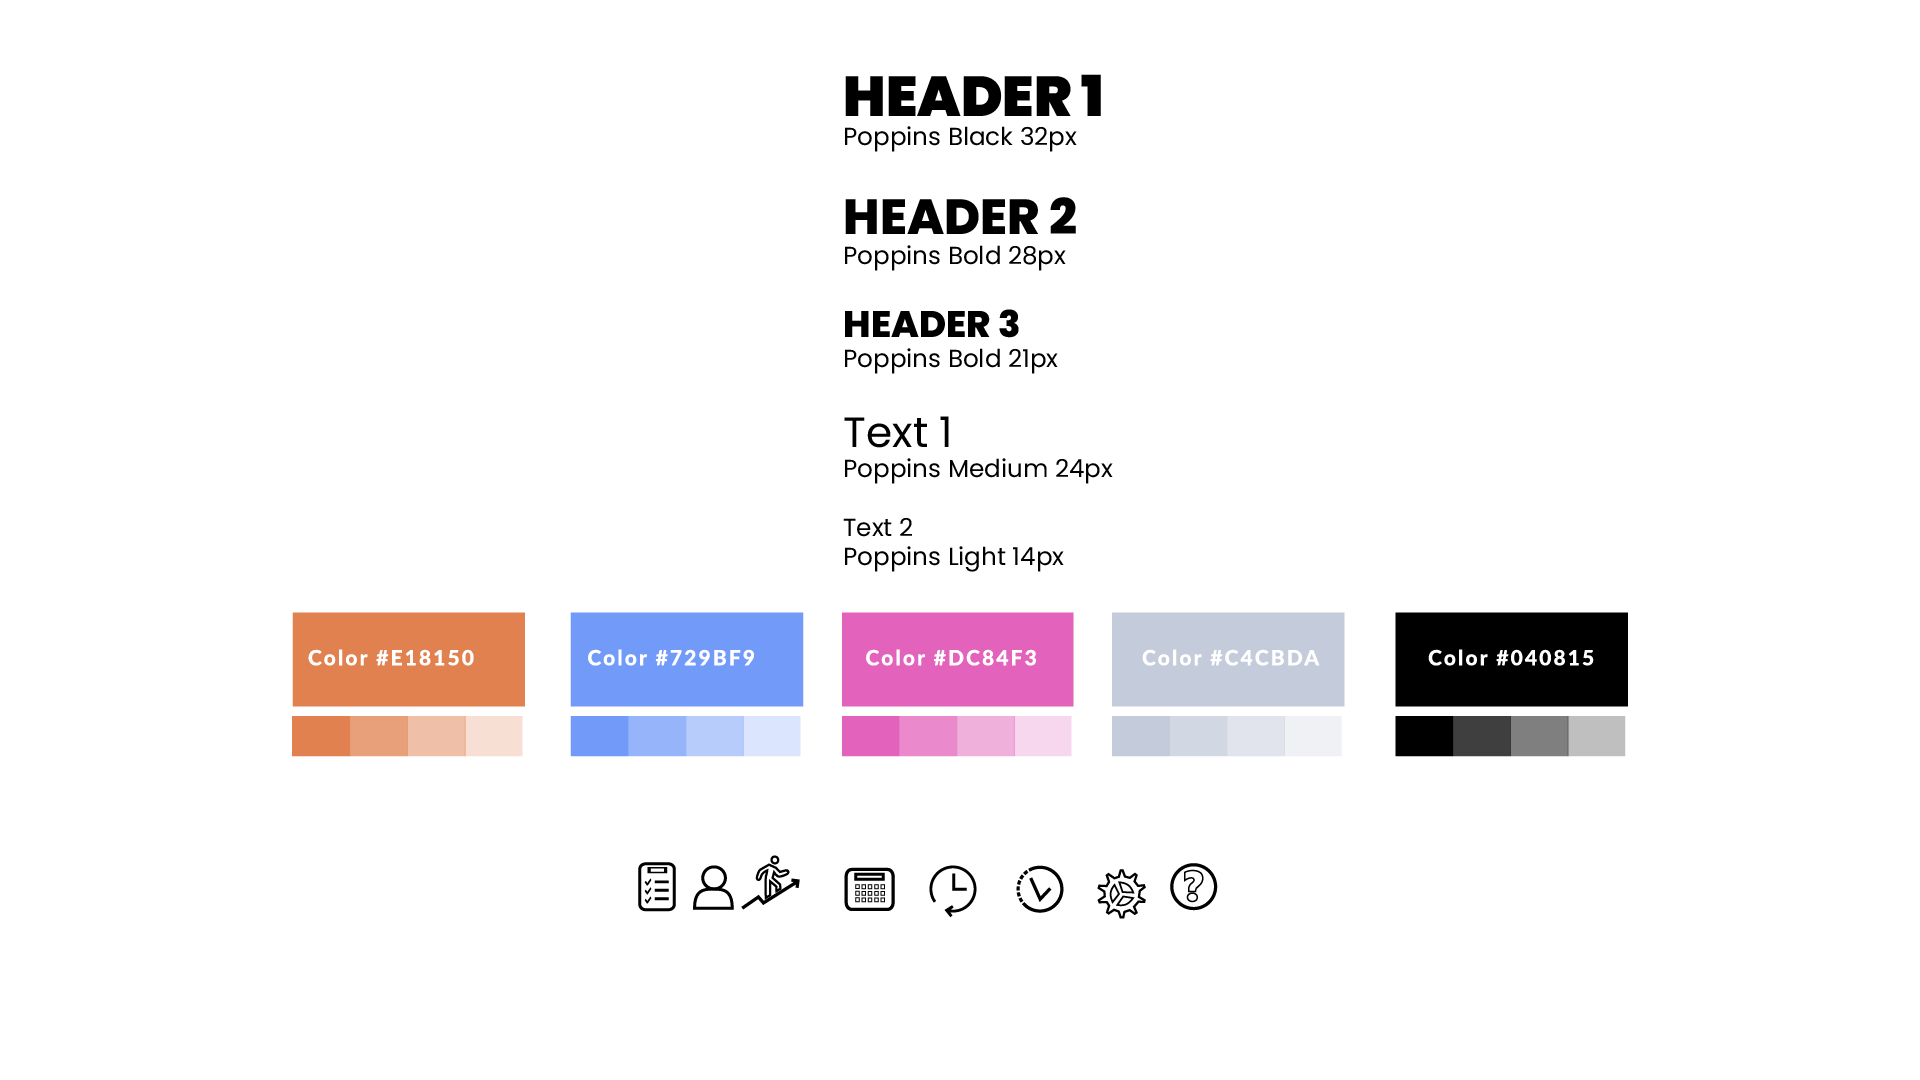 HEADER 1
Poppins Black 32px
HEADER 2
Poppins Bold 28px
HEADER 3
Poppins Bold 21px
Text 1
Poppins Medium 24px
Text 2
Poppins Light 14px
Color #E18150
Color #729BF9
Color #DC84F3
Color #C4CBDA
Color #040815
?